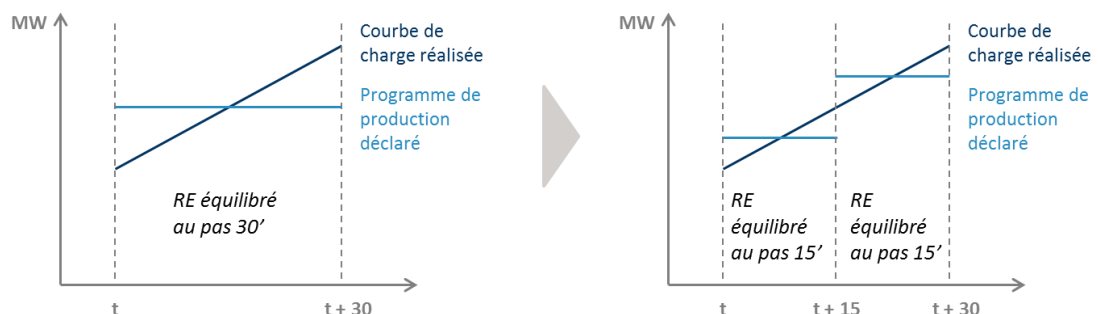 MW
Courbe de
charge réalisée
Programme de
production
déclaré
RE équilibré
au pas 30’
t
t + 30
MW
Courbe de
charge réalisée
Programme de
production
déclaré
RE
équilibré
au pas 15’
RE
équilibré
au pas 15’
t
t + 15
t + 30